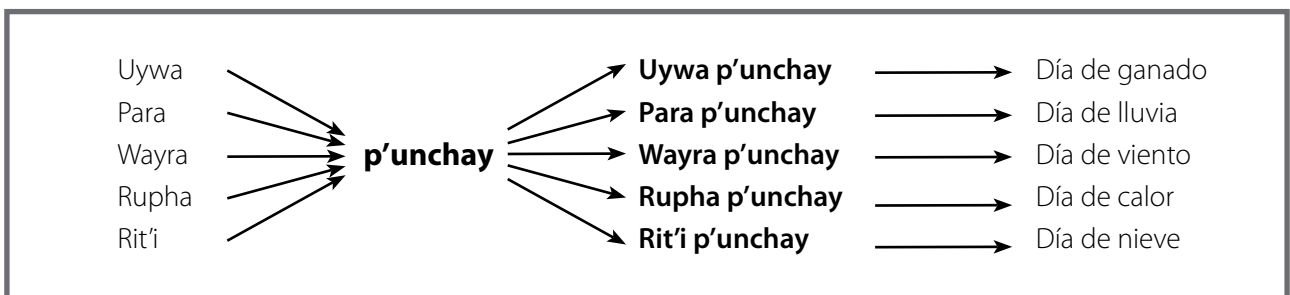 Uywa p’unchay Uywa p’unchay Día de ganado
Para Para p’unchay Día de lluvia
Wayra p’unchay Wayra p’unchay Día de viento
Rupha Rupha p’unchay Día de calor
Rit’i Rit’i p’unchay Día de nieve